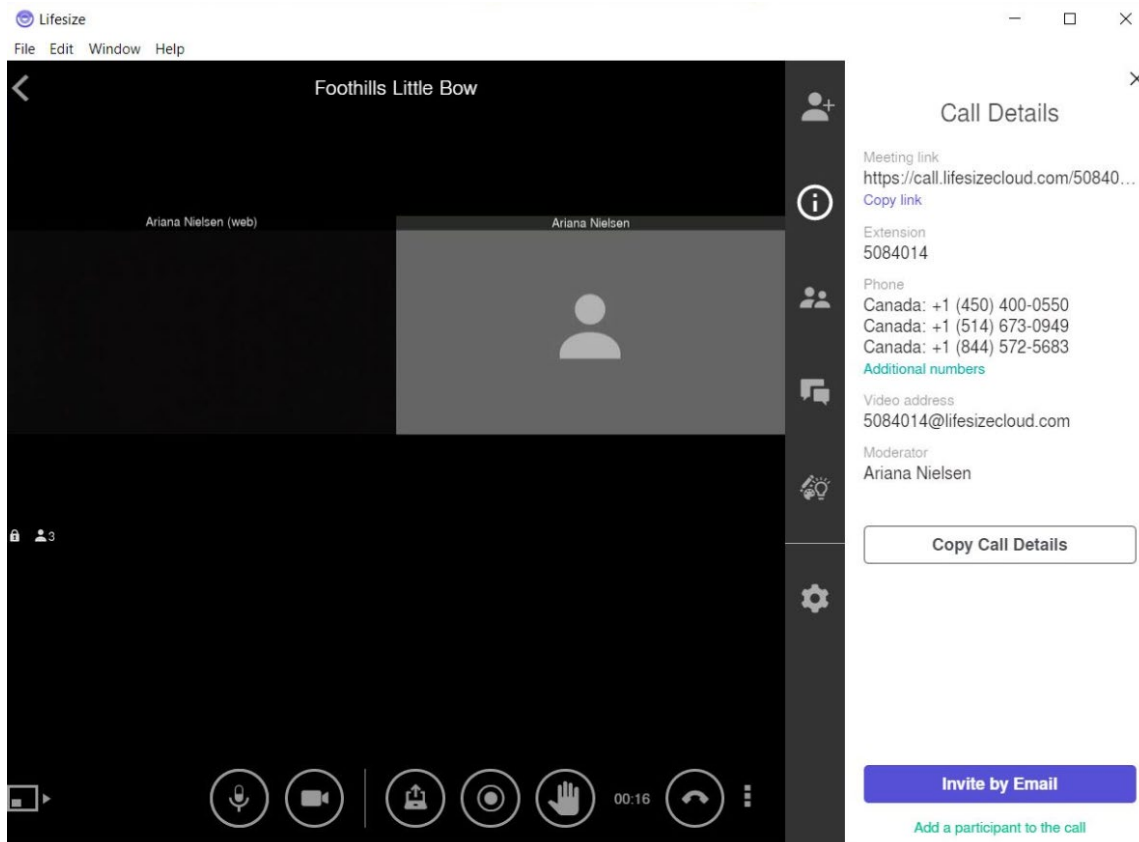 Lifesize
File Edit Window Help
Foothills Little Bow
Ariana Nielsen (web)
Ariana Nielsen
3
00:16
Call Details
Meeting link
https://call.lifesizecloud.com/50840...
Copy link
Extension
5084014
Phone
Canada: +1 (450) 400-0550
Canada: +1 (514) 673-0949
Canada: +1 (844) 572-5683
Additional numbers
Video address
5084014@lifesizecloud.com
Moderator
Ariana Nielsen
Copy Call Details
Invite by Email
Add a participant to the call